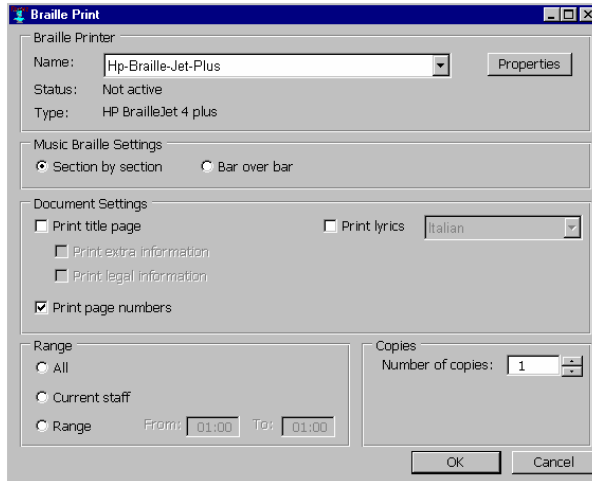 Braille Print
Braille Printer
Name: Hp-Braille-Jet-Plus Properties
Status: Not active
Type: HP BrailleJet 4 plus
Music Braille Settings
Section by section Bar over bar
Document Settings
Print title page Print lyrics Italian
Print extra information
Print legal information
Print page numbers
Range
All
Current staff
Range From: 01:00 To: 01:00
Copies
Number of copies: 1
OK Cancel